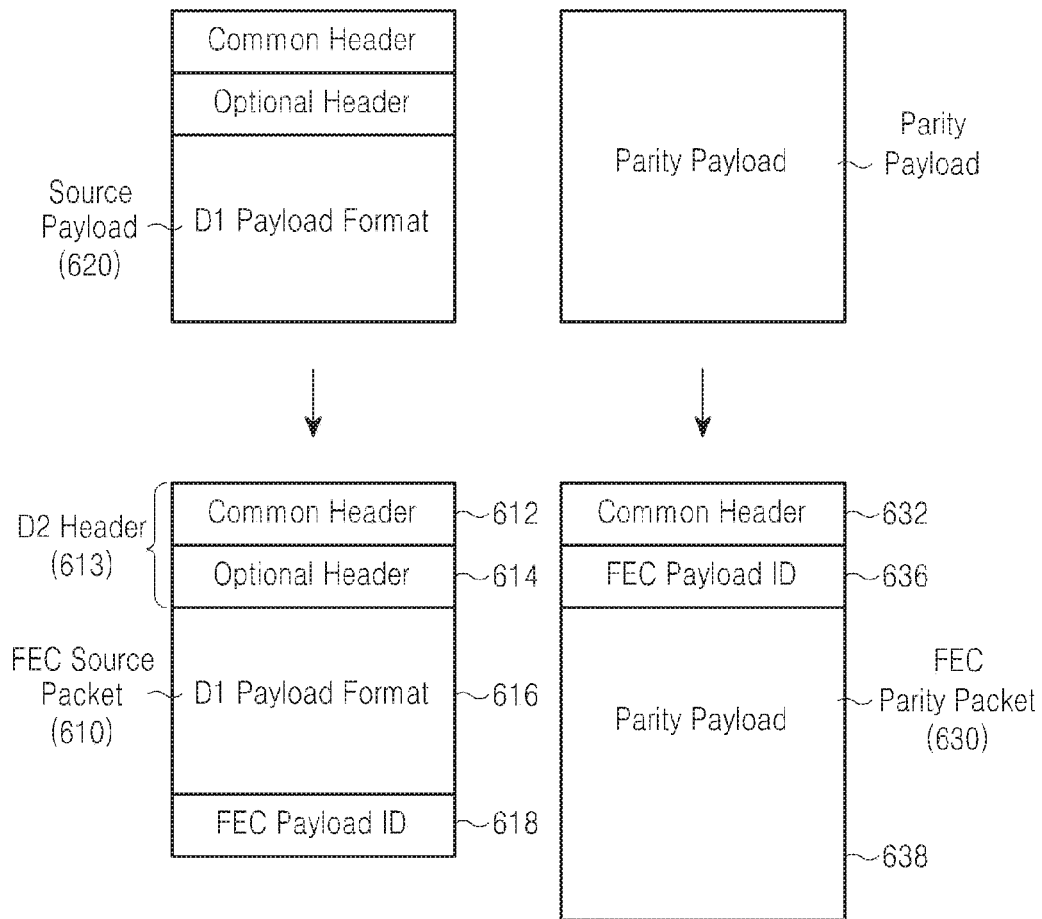 Common Header
Optional Header
Source
Payload
(620)
D1 Payload Format
Parity Payload
Parity
Payload
D2 Header
(613)
Common Header
612
Optional Header
614
FEC Source
Packet
(610)
D1 Payload Format
616
FEC Payload ID
618
Common Header
632
FEC Payload ID
636
Parity Payload
FEC
Parity Packet
(630)
638